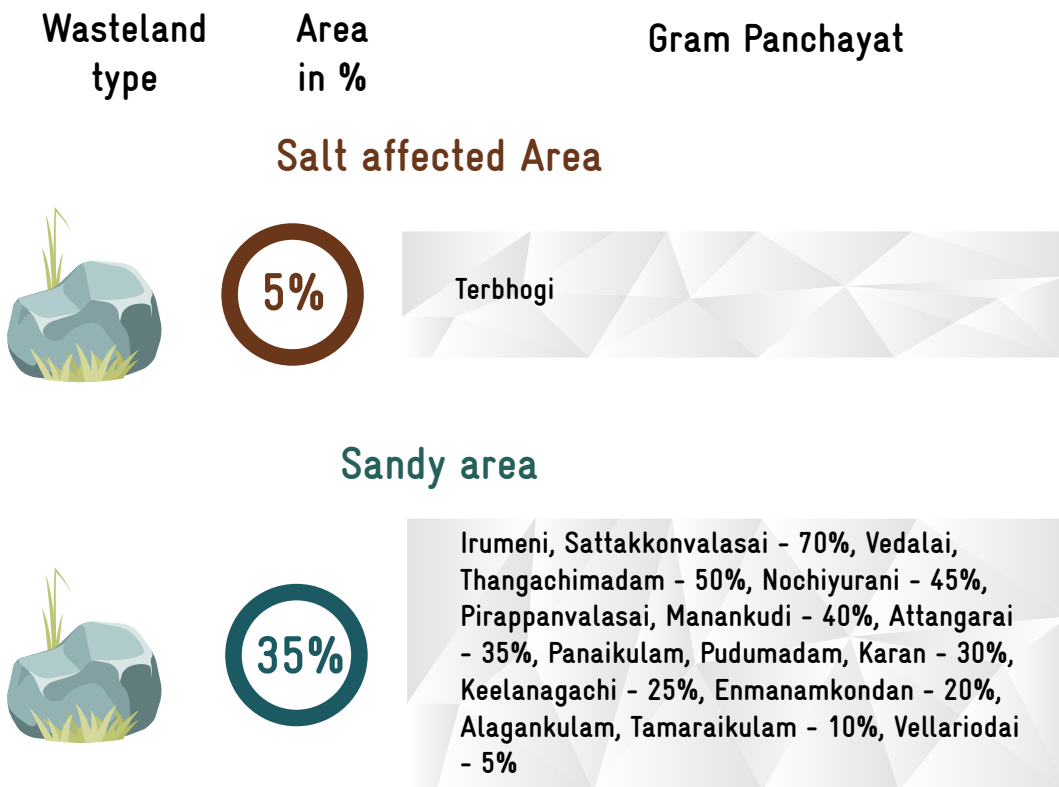 Wasteland
type
Area
in %
Gram Panchayat
Salt affected Area
5%
Terbhogi
Sandy area
35%
Irumeni, Sattakkonvalasai - 70%, Vedalai,
Thangachimadam - 50%, Nochiyurani - 45%,
Pirappanvalasai, Manankudi - 40%, Attangarai
- 35%, Panaikulam, Pudumadam, Karan - 30%,
Keelanagachi - 25%, Enmanamkondan - 20%,
Alagankulam, Tamaraikulam - 10%, Vellariodai
- 5%